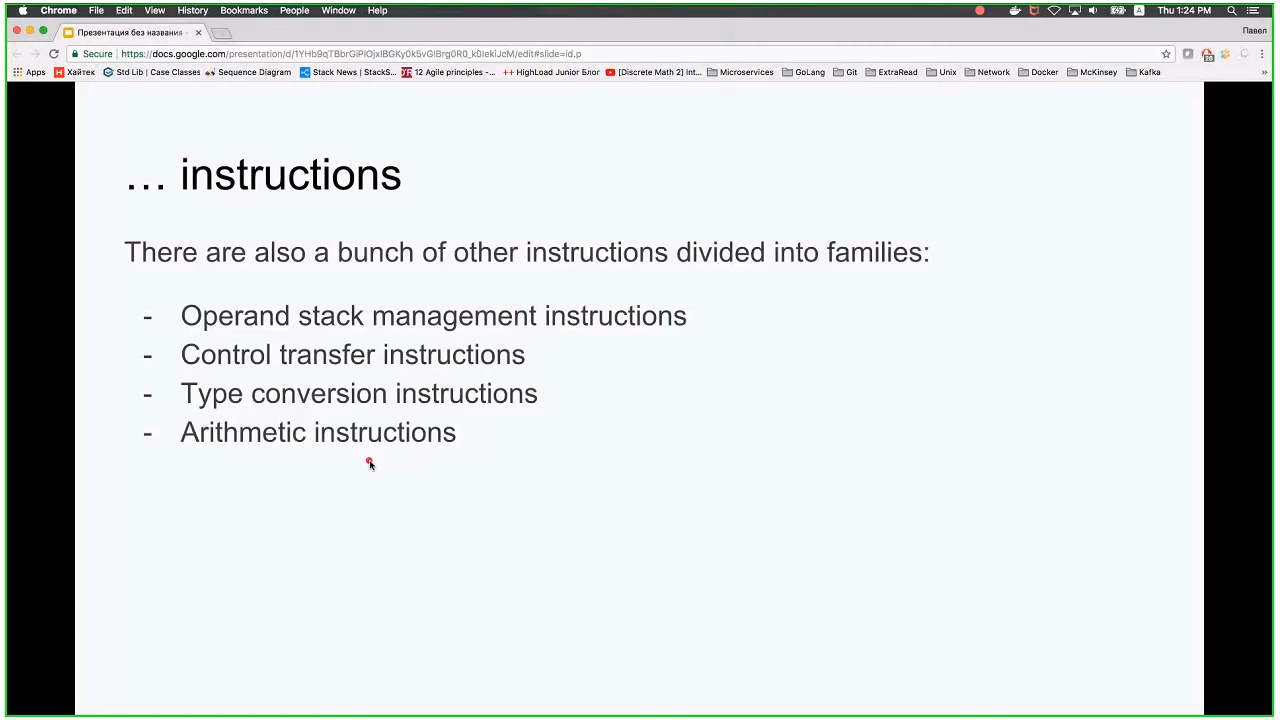 Chrome File Edit View History Bookmarks People Window Help Thu 1:24 PM
Презентация без названия - Павел
Secure https://docs.google.com/presentation/d/1YHb9qTBbrGiPIOjxIBGKy0k5vGIBrg0R0_k0IekiJcM/edit#slide=id.p
Apps Хайтек Std Lib | Case Classes Sequence Diagram Stack News | StackS... 12 Agile principles -... HighLoad Junior Блог [Discrete Math 2] Int... Microservices GoLang Git ExtraRead Unix Network Docker McKinsey Kafka »
… instructions
There are also a bunch of other instructions divided into families:
- Operand stack management instructions
- Control transfer instructions
- Type conversion instructions
- Arithmetic instructions